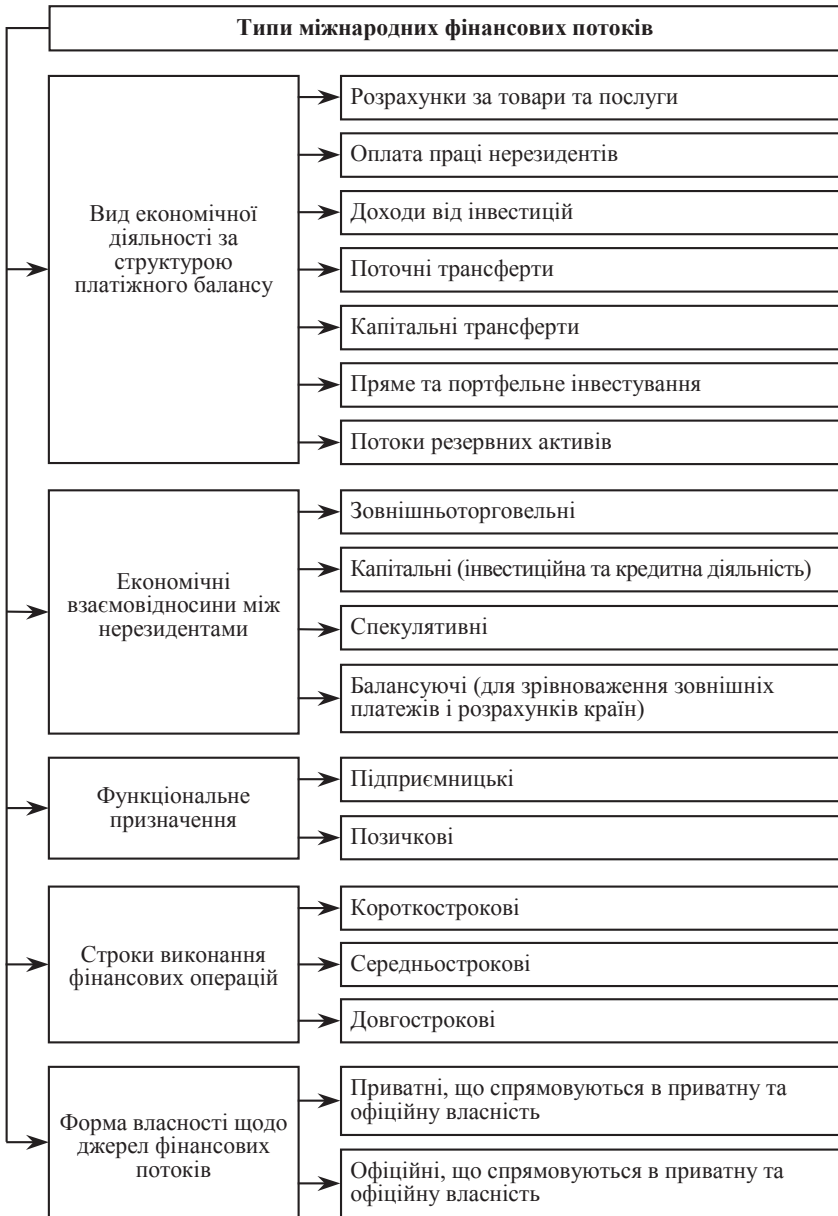 Типи міжнародних фінансових потоків
Вид економічної
діяльності за
структурою
платіжного балансу
Розрахунки за товари та послуги
Оплата праці нерезидентів
Доходи від інвестицій
Поточні трансферти
Капітальні трансферти
Пряме та портфельне інвестування
Потоки резервних активів
Економічні
взаємовідносини між
нерезидентами
Зовнішньоторговельні
Капітальні (інвестиційна та кредитна діяльність)
Спекулятивні
Балансуючі (для зрівноваження зовнішніх
платежів і розрахунків країн)
Функціональне
призначення
Підприємницькі
Позичкові
Строки виконання
фінансових операцій
Короткострокові
Середньострокові
Довгострокові
Форма власності щодо
джерел фінансових
потоків
Приватні, що спрямовуються в приватну та
офіційну власність
Офіційні, що спрямовуються в приватну та
офіційну власність